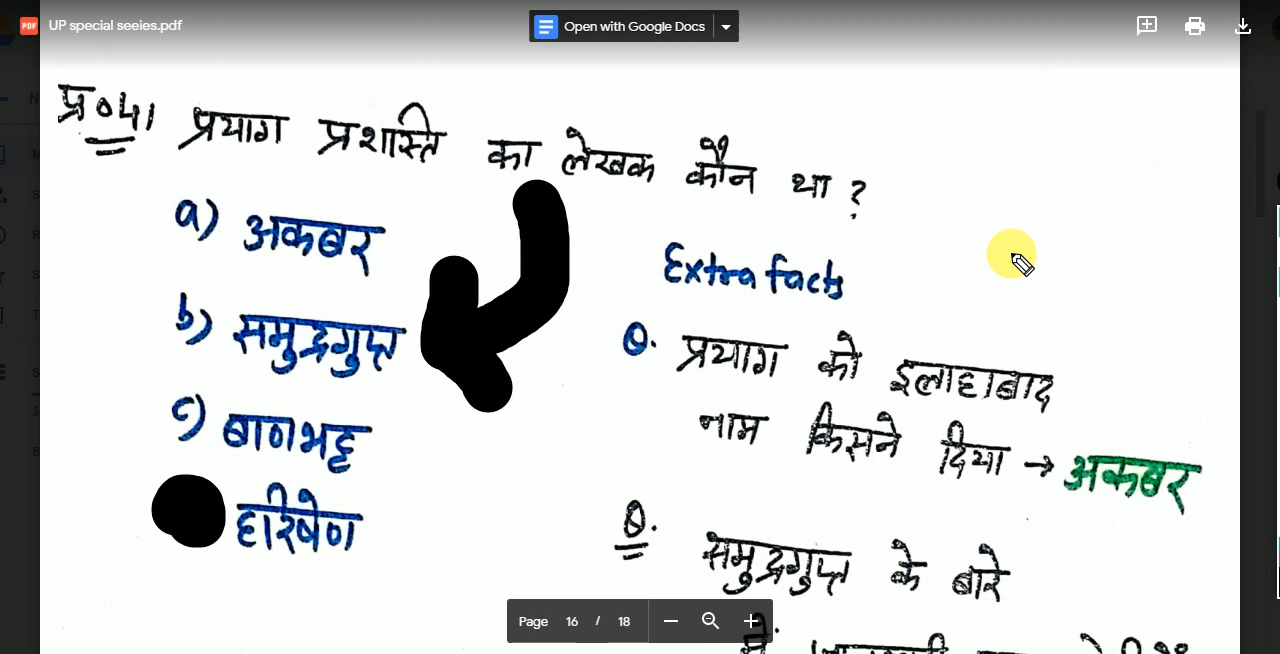 UP special seeies.pdf
Open with Google Docs
प्र०41 प्रयाग प्रशास्ति का लेखक कौन था ?
a) अकबर
b) समुद्रगुप्त
c) बाणभट्ट
हरिषेण
Extra facts
Q. प्रयाग को इलाहाबाद
नाम किसने दिया → अकबर
Q. समुद्रगुप्त के बारे
Page 16 / 18